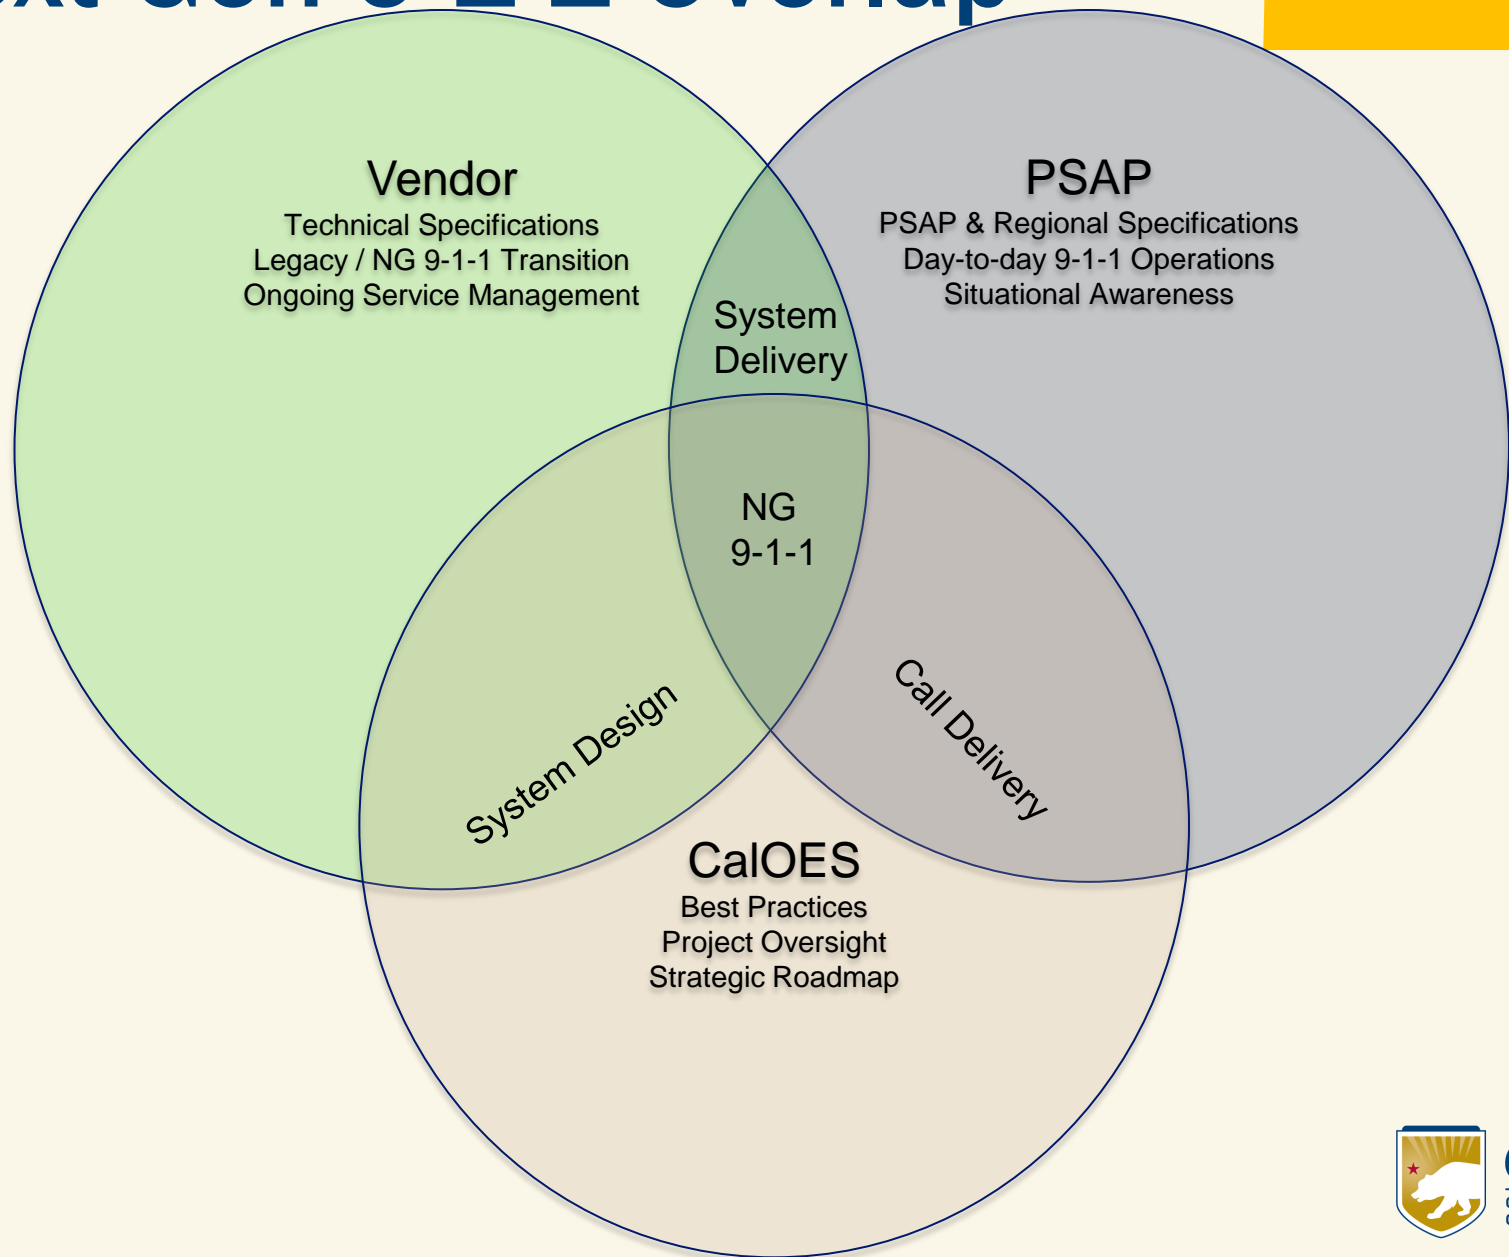 overlap
Vendor
Technical Specifications
Legacy / NG 9-1-1 Transition
Ongoing Service Management
PSAP
PSAP & Regional Specifications
Day-to-day 9-1-1 Operations
Situational Awareness
System
Delivery
NG
9-1-1
System Design
Call Delivery
CalOES
Best Practices
Project Oversight
Strategic Roadmap